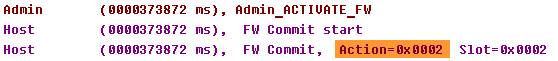 Admin (0000373872 ms), Admin_ACTIVATE_FW
Host (0000373872 ms), FW Commit start
Host (0000373872 ms), FW Commit, Action=0x0002 Slot=0x0002